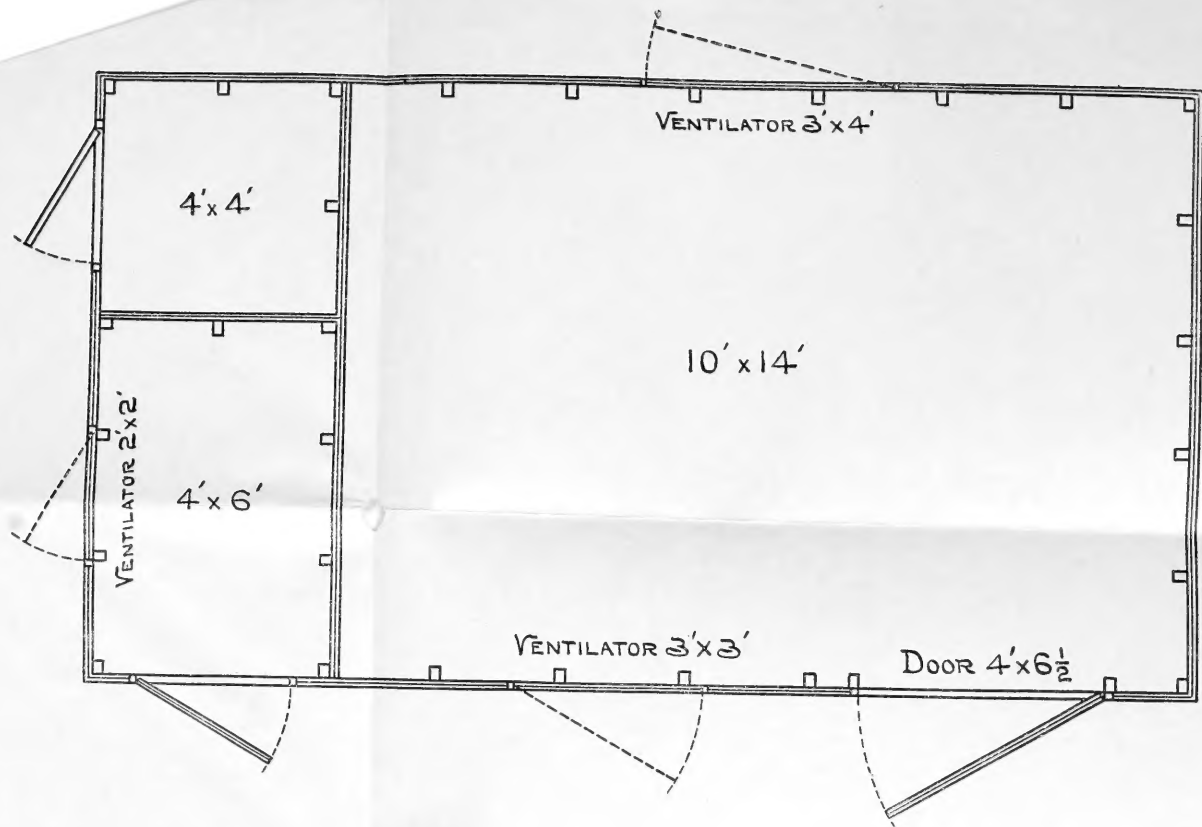 VENTILATOR 3'x4'
4'x4'
10'x14'
VENTILATOR 2'x2'
4'x6'
VENTILATOR 3'x3'
DOOR 4'x6½